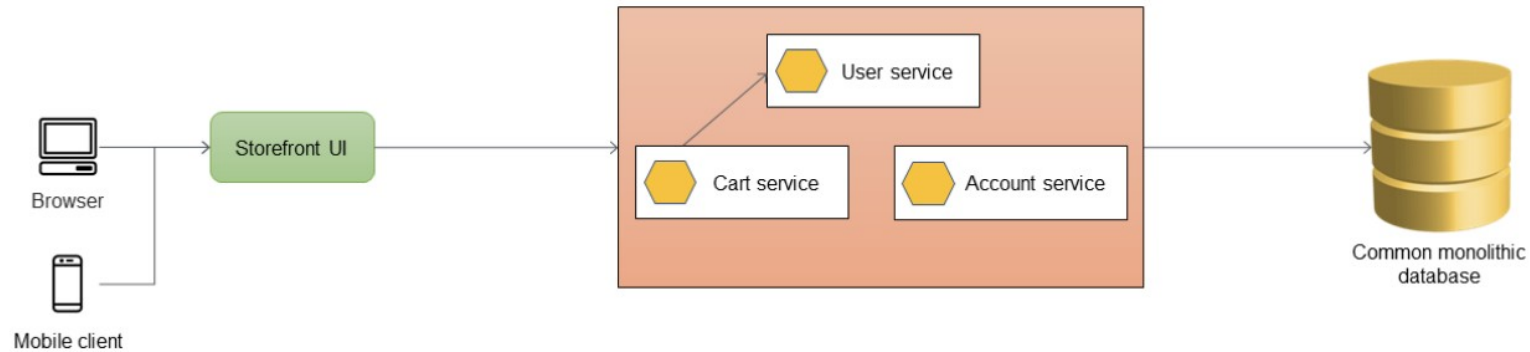 Browser
Mobile client
Storefront UI
User service
Cart service
Account service
Common monolithic
database